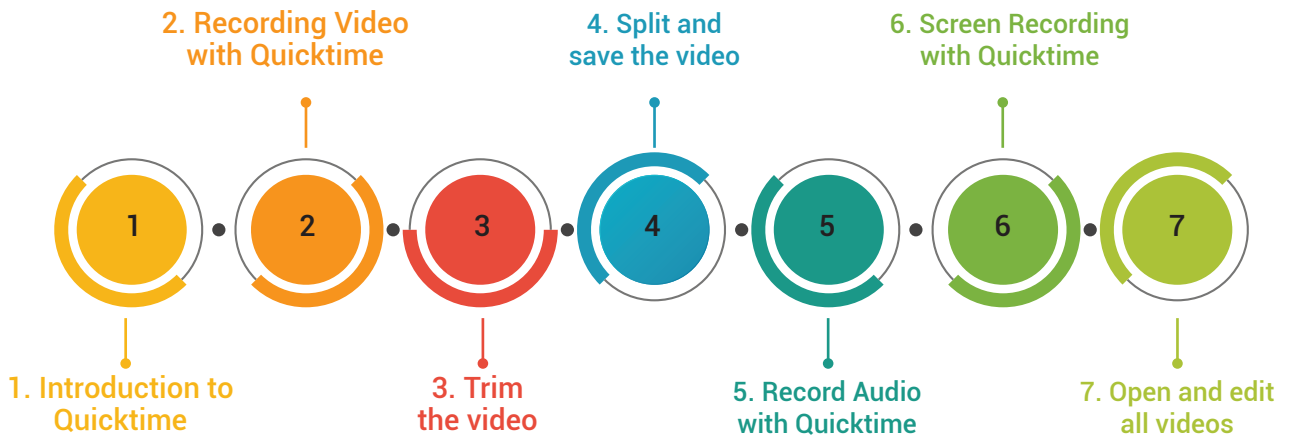 2. Recording Video
with Quicktime
4. Split and
save the video
6. Screen Recording
with Quicktime
1
2
3
4
5
6
7
1. Introduction to
Quicktime
3. Trim
the video
5. Record Audio
with Quicktime
7. Open and edit
all videos